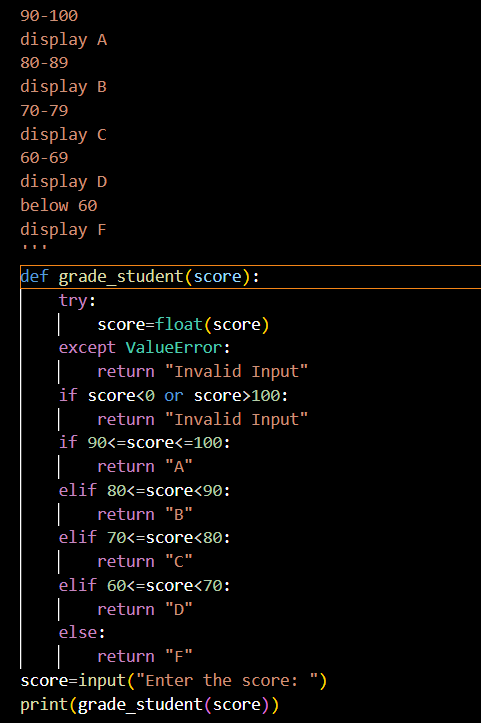 90-100
display A
80-89
display B
70-79
display C
60-69
display D
below 60
display F
'''
def grade_student(score):
    try:
        score=float(score)
    except ValueError:
        return "Invalid Input"
    if score<0 or score>100:
        return "Invalid Input"
    if 90<=score<=100:
        return "A"
    elif 80<=score<90:
        return "B"
    elif 70<=score<80:
        return "C"
    elif 60<=score<70:
        return "D"
    else:
        return "F"
score=input("Enter the score: ")
print(grade_student(score))